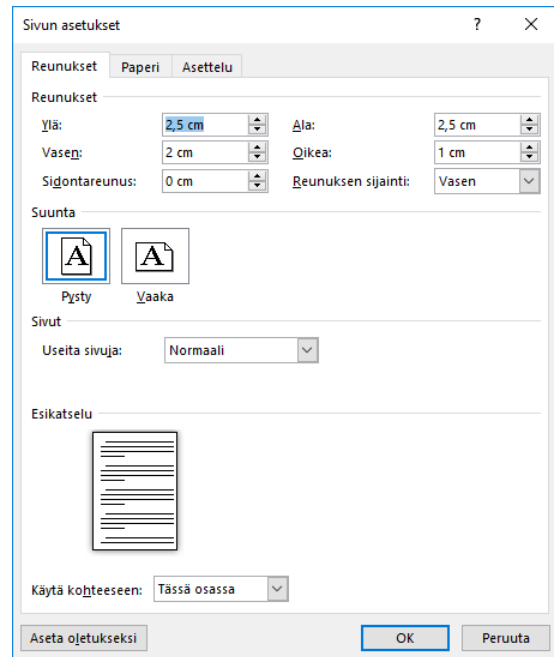 Sivun asetukset ?
Reunukset Paperi Asettelu
Reunukset
Ylä: 2,5 cm Ala: 2,5 cm
Vasen: 2 cm Oikea: 1 cm
Sidontareunus: 0 cm Reunuksen sijainti: Vasen
Suunta
A A
Pysty Vaaka
Sivut
Useita sivuja: Normaali
Esikatselu
Käytä kohteeseen: Tässä osassa
Aseta oletukseksi OK Peruuta